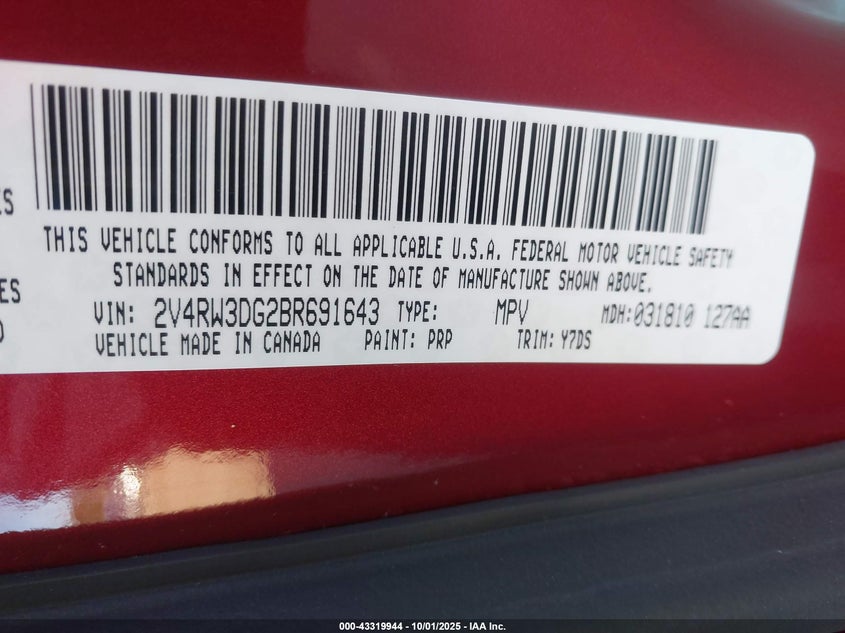 THIS VEHICLE CONFORMS TO ALL APPLICABLE U.S.A. FEDERAL MOTOR VEHICLE SAFETY
STANDARDS IN EFFECT ON THE DATE OF MANUFACTURE SHOWN ABOVE.
VIN: 2V4RW3DG2BR691643 TYPE: MPV MDH:031810 127AA
VEHICLE MADE IN CANADA PAINT: PRP TRIM: Y7DS
000-43319944 - 10/01/2025 - IAA Inc.